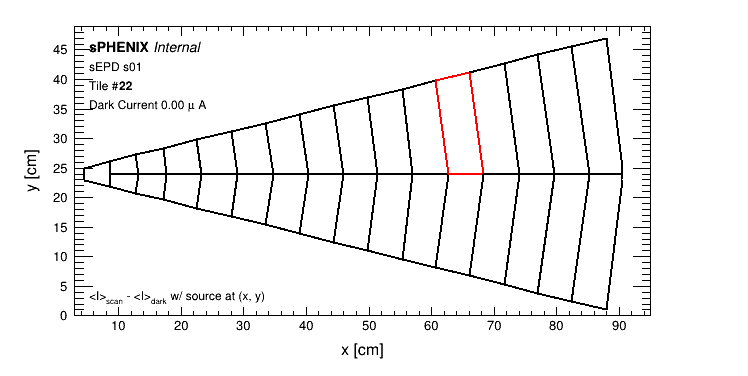 sPHENIX Internal
sEPD s01
Tile #22
Dark Current 0.00 μ A
<I>scan - <I>dark w/ source at (x, y)
y [cm]
45
40
35
30
25
20
15
10
5
0
10 20 30 40 50 60 70 80 90
x [cm]